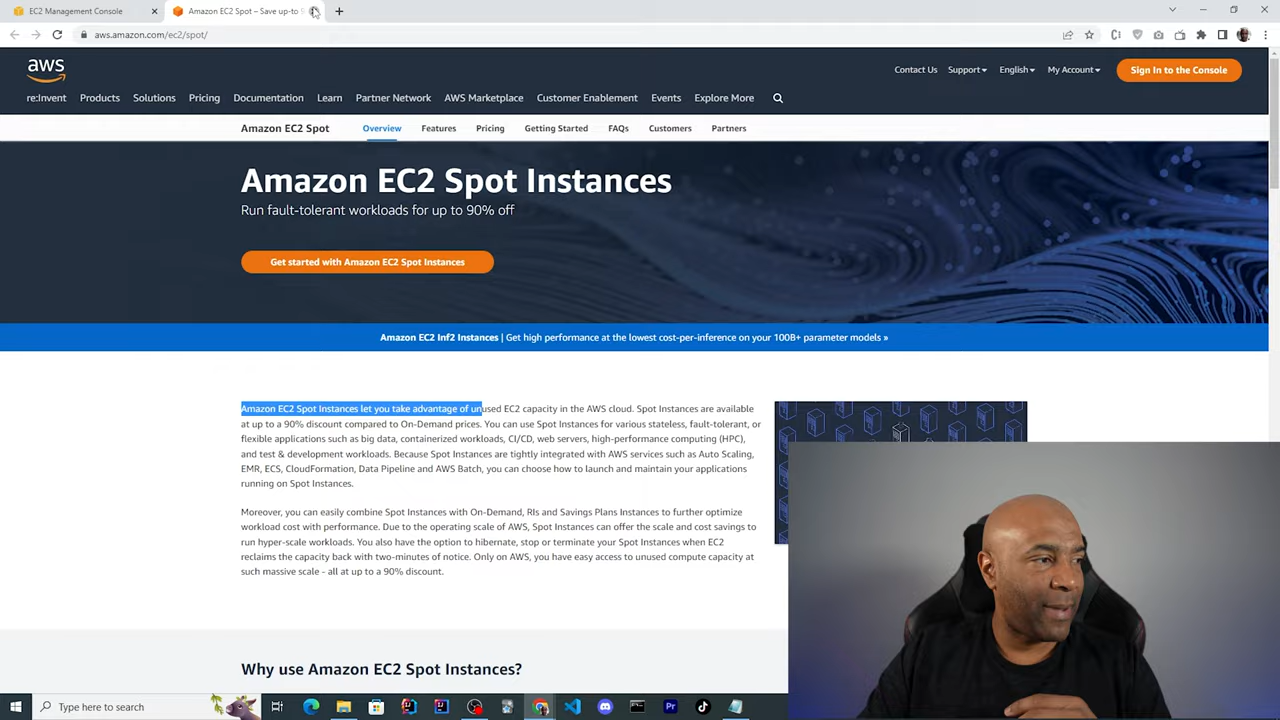 EC2 Management Console
Amazon EC2 Spot – Save up-to
aws.amazon.com/ec2/spot/
aws
Contact Us Support English My Account Sign In to the Console
re:Invent Products Solutions Pricing Documentation Learn Partner Network AWS Marketplace Customer Enablement Events Explore More
Amazon EC2 Spot Overview Features Pricing Getting Started FAQs Customers Partners
Amazon EC2 Spot Instances
Run fault-tolerant workloads for up to 90% off
Get started with Amazon EC2 Spot Instances
Amazon EC2 Inf2 Instances | Get high performance at the lowest cost-per-inference on your 100B+ parameter models »
Amazon EC2 Spot Instances let you take advantage of unused EC2 capacity in the AWS cloud. Spot Instances are available
at up to a 90% discount compared to On-Demand prices. You can use Spot Instances for various stateless, fault-tolerant, or
flexible applications such as big data, containerized workloads, CI/CD, web servers, high-performance computing (HPC),
and test & development workloads. Because Spot Instances are tightly integrated with AWS services such as Auto Scaling,
EMR, ECS, CloudFormation, Data Pipeline and AWS Batch, you can choose how to launch and maintain your applications
running on Spot Instances.
Moreover, you can easily combine Spot Instances with On-Demand, RIs and Savings Plans Instances to further optimize
workload cost with performance. Due to the operating scale of AWS, Spot Instances can offer the scale and cost savings to
run hyper-scale workloads. You also have the option to hibernate, stop or terminate your Spot Instances when EC2
reclaims the capacity back with two-minutes of notice. Only on AWS, you have easy access to unused compute capacity at
such massive scale - all at up to a 90% discount.
Why use Amazon EC2 Spot Instances?
Type here to search